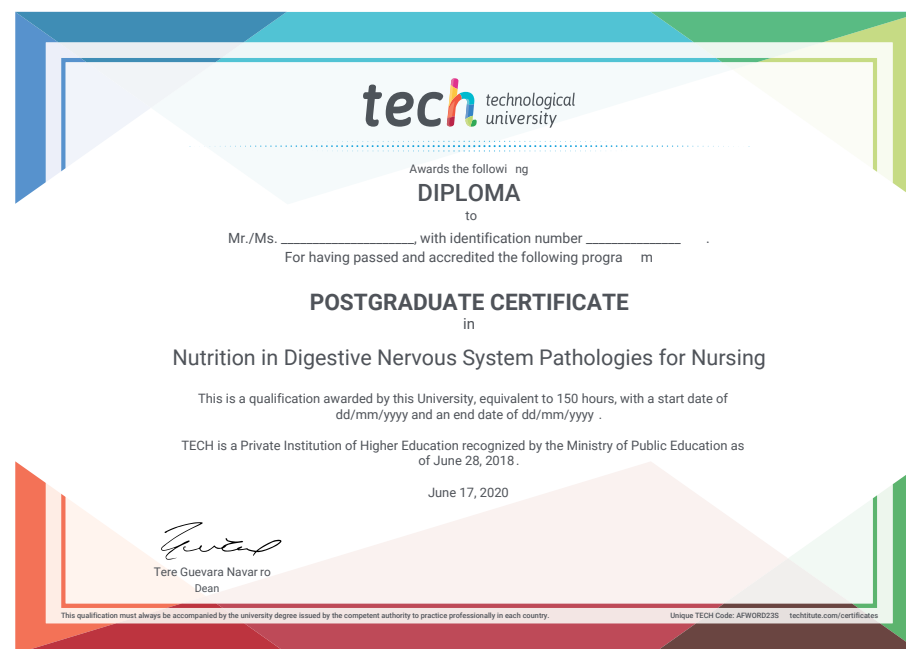 tech technological
university
Awards the followi ng
DIPLOMA
to
Mr./Ms. _____________________, with identification number _______________ .
For having passed and accredited the following progra m
POSTGRADUATE CERTIFICATE
in
Nutrition in Digestive Nervous System Pathologies for Nursing
This is a qualification awarded by this University, equivalent to 150 hours, with a start date of
dd/mm/yyyy and an end date of dd/mm/yyyy .
TECH is a Private Institution of Higher Education recognized by the Ministry of Public Education as
of June 28, 2018.
June 17, 2020
Tere Guevara Navar ro
Dean
This qualification must always be accompanied by the university degree issued by the competent authority to practice professionally in each country. Unique TECH Code: AFWORD23S techtitute.com/certificates